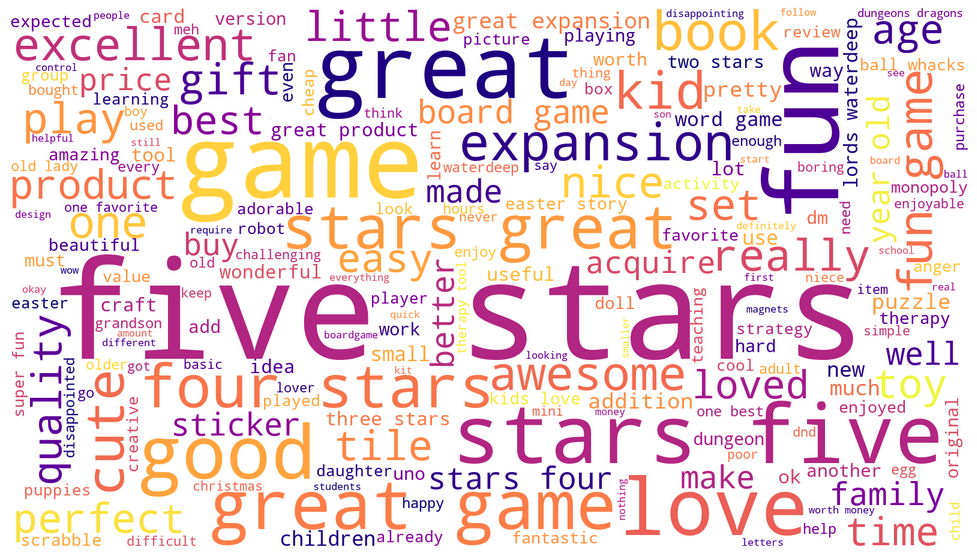 expected
people
card
version
little
great expansion
disappointing
follow
dungeons dragons
meh
book
review
age
excellent
fan
great
picture
playing
control
even
worth
two stars
way
ball whacks
group
price
gift
cheap
thing
kid
pretty
see
bought
box
day
fun
learning
boy
best
think
board game
son
word game
take
lords waterdeep
year old
fun game
purchase
play
used
great product
helpful
still
game
expansion
enough
start
boring
board
old lady
amazing
every
tool
learn
waterdeep
say
lot
ball
product
made
nice
activity
set
dm
need
monopoly
enjoyable
design
one favorite
adorable
look
hours
never
easter story
definitely
one
require
robot
stars great
favorite
use
beautiful
buy
challenging
easy
enjoy
acquire
really
school
wow
must
old
wonderful
everything
better
therapy tool
useful
first
niece
anger
okay
value
keep
five stars
doll
item
real
easter
craft
player
magnets
puzzle
quality
grandson
add
quick
work
smaller
teaching
strategy
simple
therapy
amount
different
boardgame
hard
super fun
small
looking
older
got
basic
idea
kit
awesome
cool
adult
new
well
disappointed
go
cute
four stars
lover
played
kids love
addition
loved
much
toy
creative
mini
money
one best
enjoyed
original
sticker
three stars
stars five
dungeon
dnd
good
tile
poor
puppies
christmas
daughter
uno
stars four
make
ok
another
egg
students
happy
nothing
family
perfect
great game
love
worth money
child
scrabble
difficult
children
already
fantastic
letters
help
time